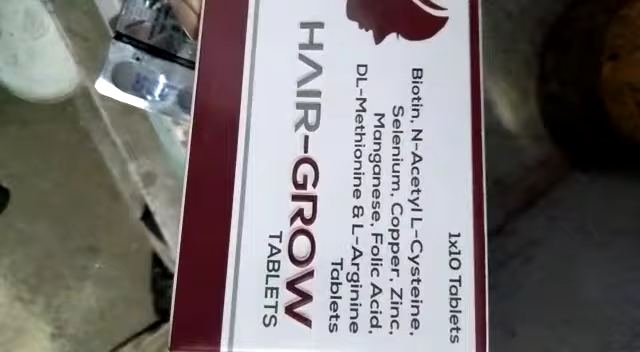 1x10 Tablets
Biotin, N-Acetyl L-Cysteine,
Selenium, Copper, Zinc,
Manganese, Folic Acid,
DL-Methionine & L-Arginine
Tablets
HAIR-GROW
TABLETS